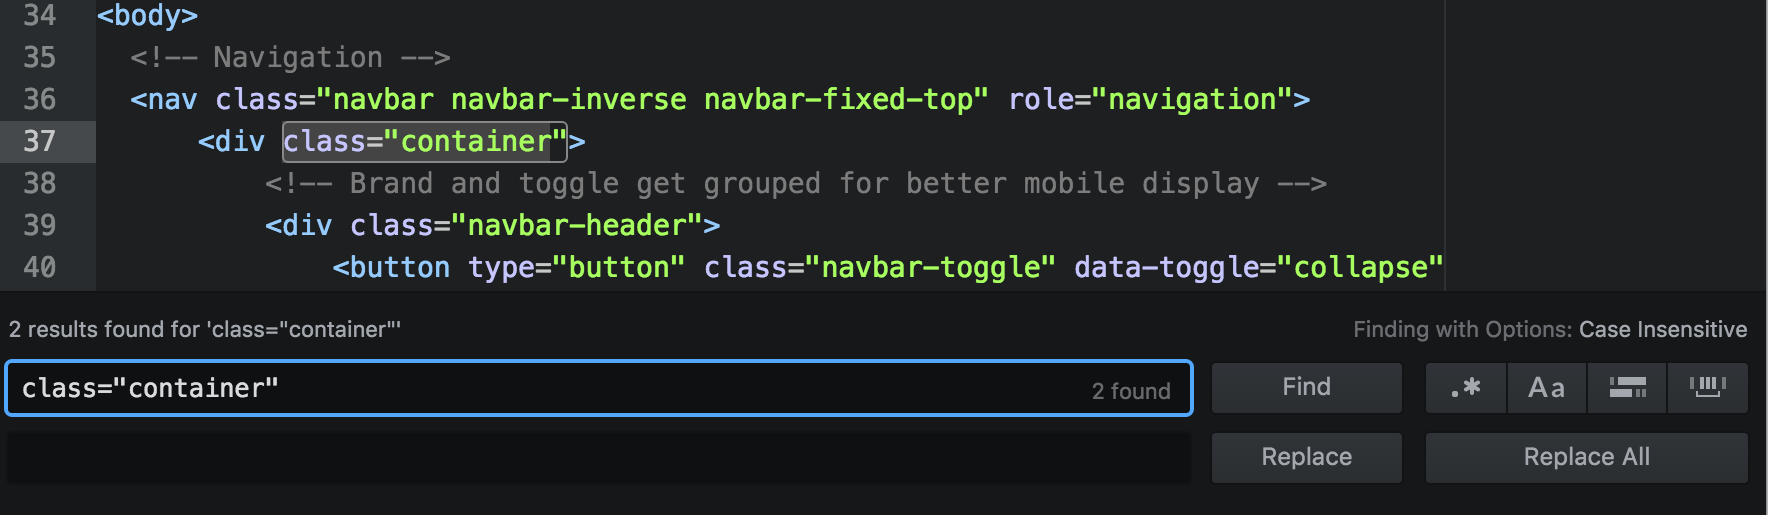 34 <body>
35 <!-- Navigation -->
36 <nav class="navbar navbar-inverse navbar-fixed-top" role="navigation">
37 <div class="container">
38 <!-- Brand and toggle get grouped for better mobile display -->
39 <div class="navbar-header">
40 <button type="button" class="navbar-toggle" data-toggle="collapse"
2 results found for 'class="container"' Finding with Options: Case Insensitive
class="container" 2 found Find .* Aa
Replace Replace All